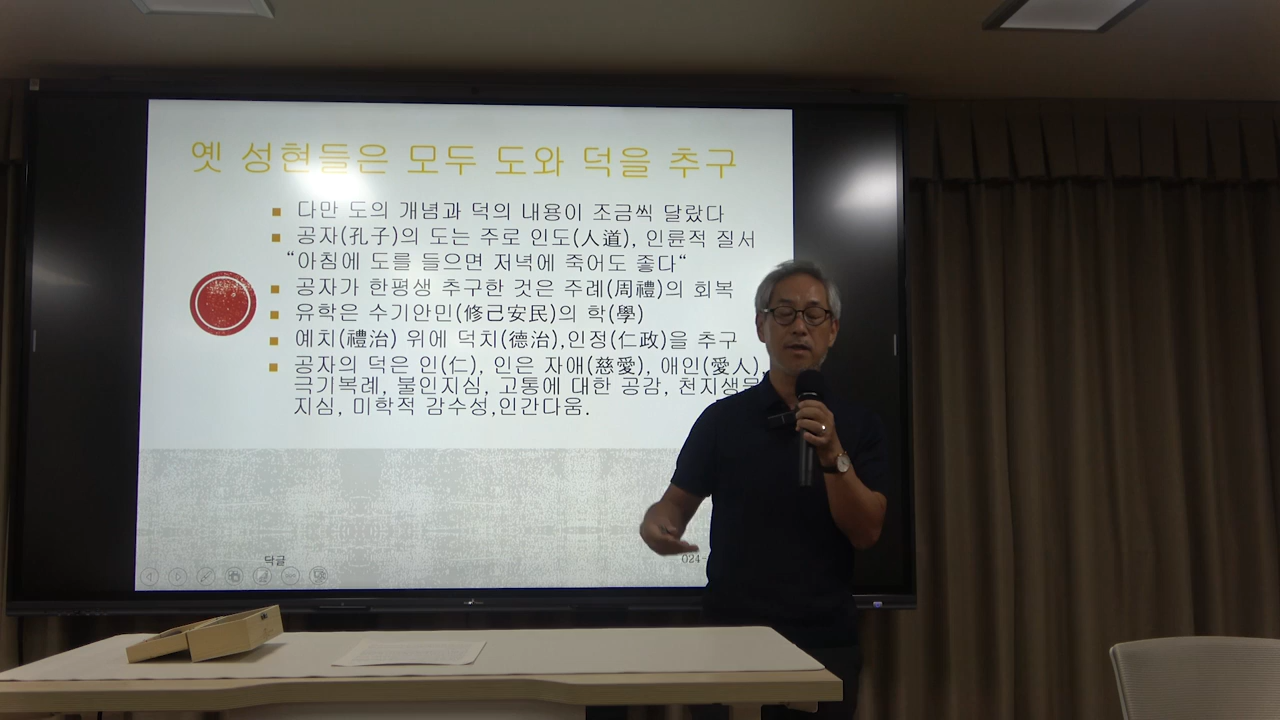 옛 성현들은 모두 도와 덕을 추구
다만 도의 개념과 덕의 내용이 조금씩 달랐다
공자(孔子)의 도는 주로 인도(人道), 인륜적 질서
“아침에 도를 들으면 저녁에 죽어도 좋다“
공자가 한평생 추구한 것은 주례(周禮)의 회복
유학은 수기안민(修己安民)의 학(學)
예치(禮治) 위에 덕치(德治),인정(仁政)을 추구
공자의 덕은 인(仁), 인은 자애(慈愛), 애인(愛人),
극기복례, 불인지심, 고통에 대한 공감, 천지생물
지심, 미학적 감수성,인간다움.
닥글
024-